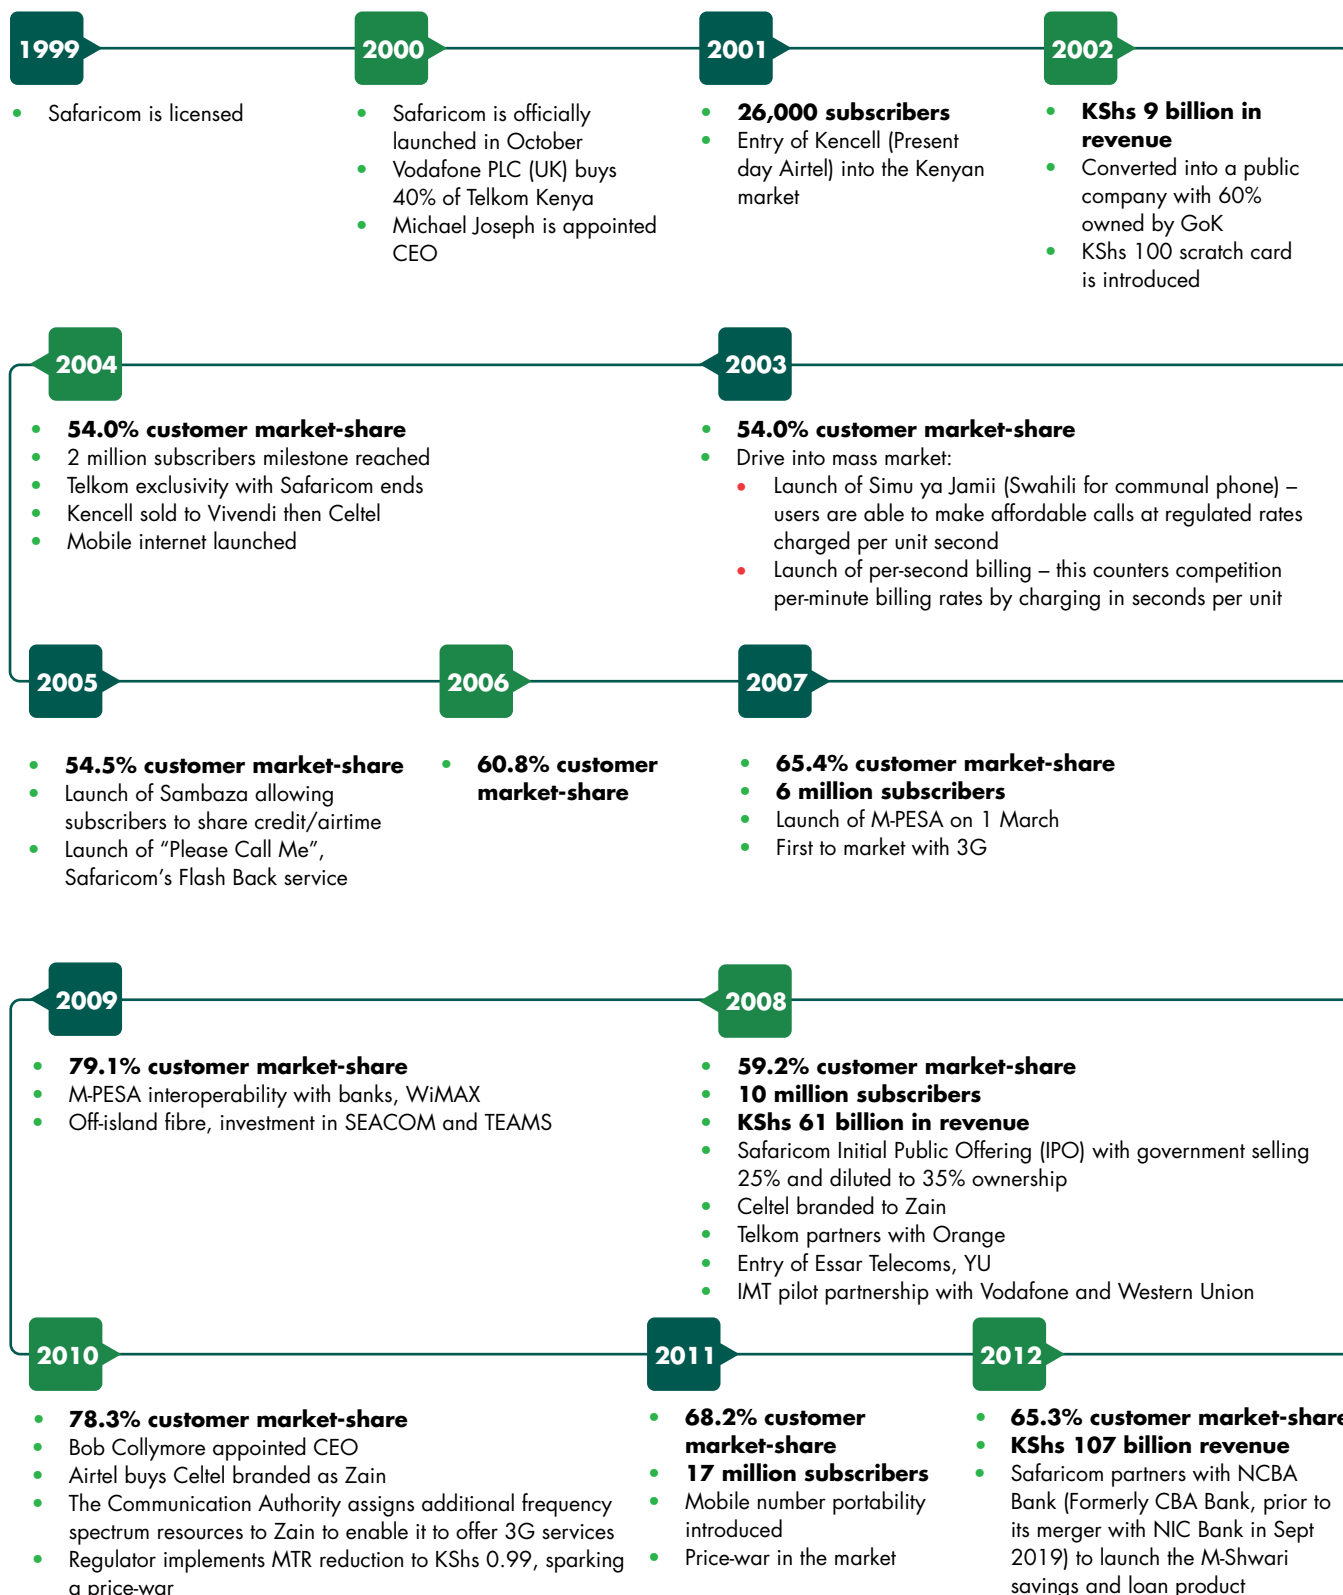 1999
• Safaricom is licensed
2000
• Safaricom is officially
launched in October
• Vodafone PLC (UK) buys
40% of Telkom Kenya
• Michael Joseph is appointed
CEO
2001
• 26,000 subscribers
• Entry of Kencell (Present
day Airtel) into the Kenyan
market
2002
• KShs 9 billion in
revenue
• Converted into a public
company with 60%
owned by GoK
• KShs 100 scratch card
is introduced
2003
• 54.0% customer market-share
• Drive into mass market:
• Launch of Simu ya Jamii (Swahili for communal phone) –
users are able to make affordable calls at regulated rates
charged per unit second
• Launch of per-second billing – this counters competition
per-minute billing rates by charging in seconds per unit
2004
• 54.0% customer market-share
• 2 million subscribers milestone reached
• Telkom exclusivity with Safaricom ends
• Kencell sold to Vivendi then Celtel
• Mobile internet launched
2005
• 54.5% customer market-share
• Launch of Sambaza allowing
subscribers to share credit/airtime
• Launch of “Please Call Me”,
Safaricom’s Flash Back service
2006
• 60.8% customer
market-share
2007
• 65.4% customer market-share
• 6 million subscribers
• Launch of M-PESA on 1 March
• First to market with 3G
2008
• 59.2% customer market-share
• 10 million subscribers
• KShs 61 billion in revenue
• Safaricom Initial Public Offering (IPO) with government selling
25% and diluted to 35% ownership
• Celtel branded to Zain
• Telkom partners with Orange
• Entry of Essar Telecoms, YU
• IMT pilot partnership with Vodafone and Western Union
2009
• 79.1% customer market-share
• M-PESA interoperability with banks, WiMAX
• Off-island fibre, investment in SEACOM and TEAMS
2010
• 78.3% customer market-share
• Bob Collymore appointed CEO
• Airtel buys Celtel branded as Zain
• The Communication Authority assigns additional frequency
spectrum resources to Zain to enable it to offer 3G services
• Regulator implements MTR reduction to KShs 0.99, sparking
a price-war
2011
• 68.2% customer
market-share
• 17 million subscribers
• Mobile number portability
introduced
• Price-war in the market
2012
• 65.3% customer market-share
• KShs 107 billion revenue
• Safaricom partners with NCBA
Bank (Formerly CBA Bank, prior to
its merger with NIC Bank in Sept
2019) to launch the M-Shwari
savings and loan product